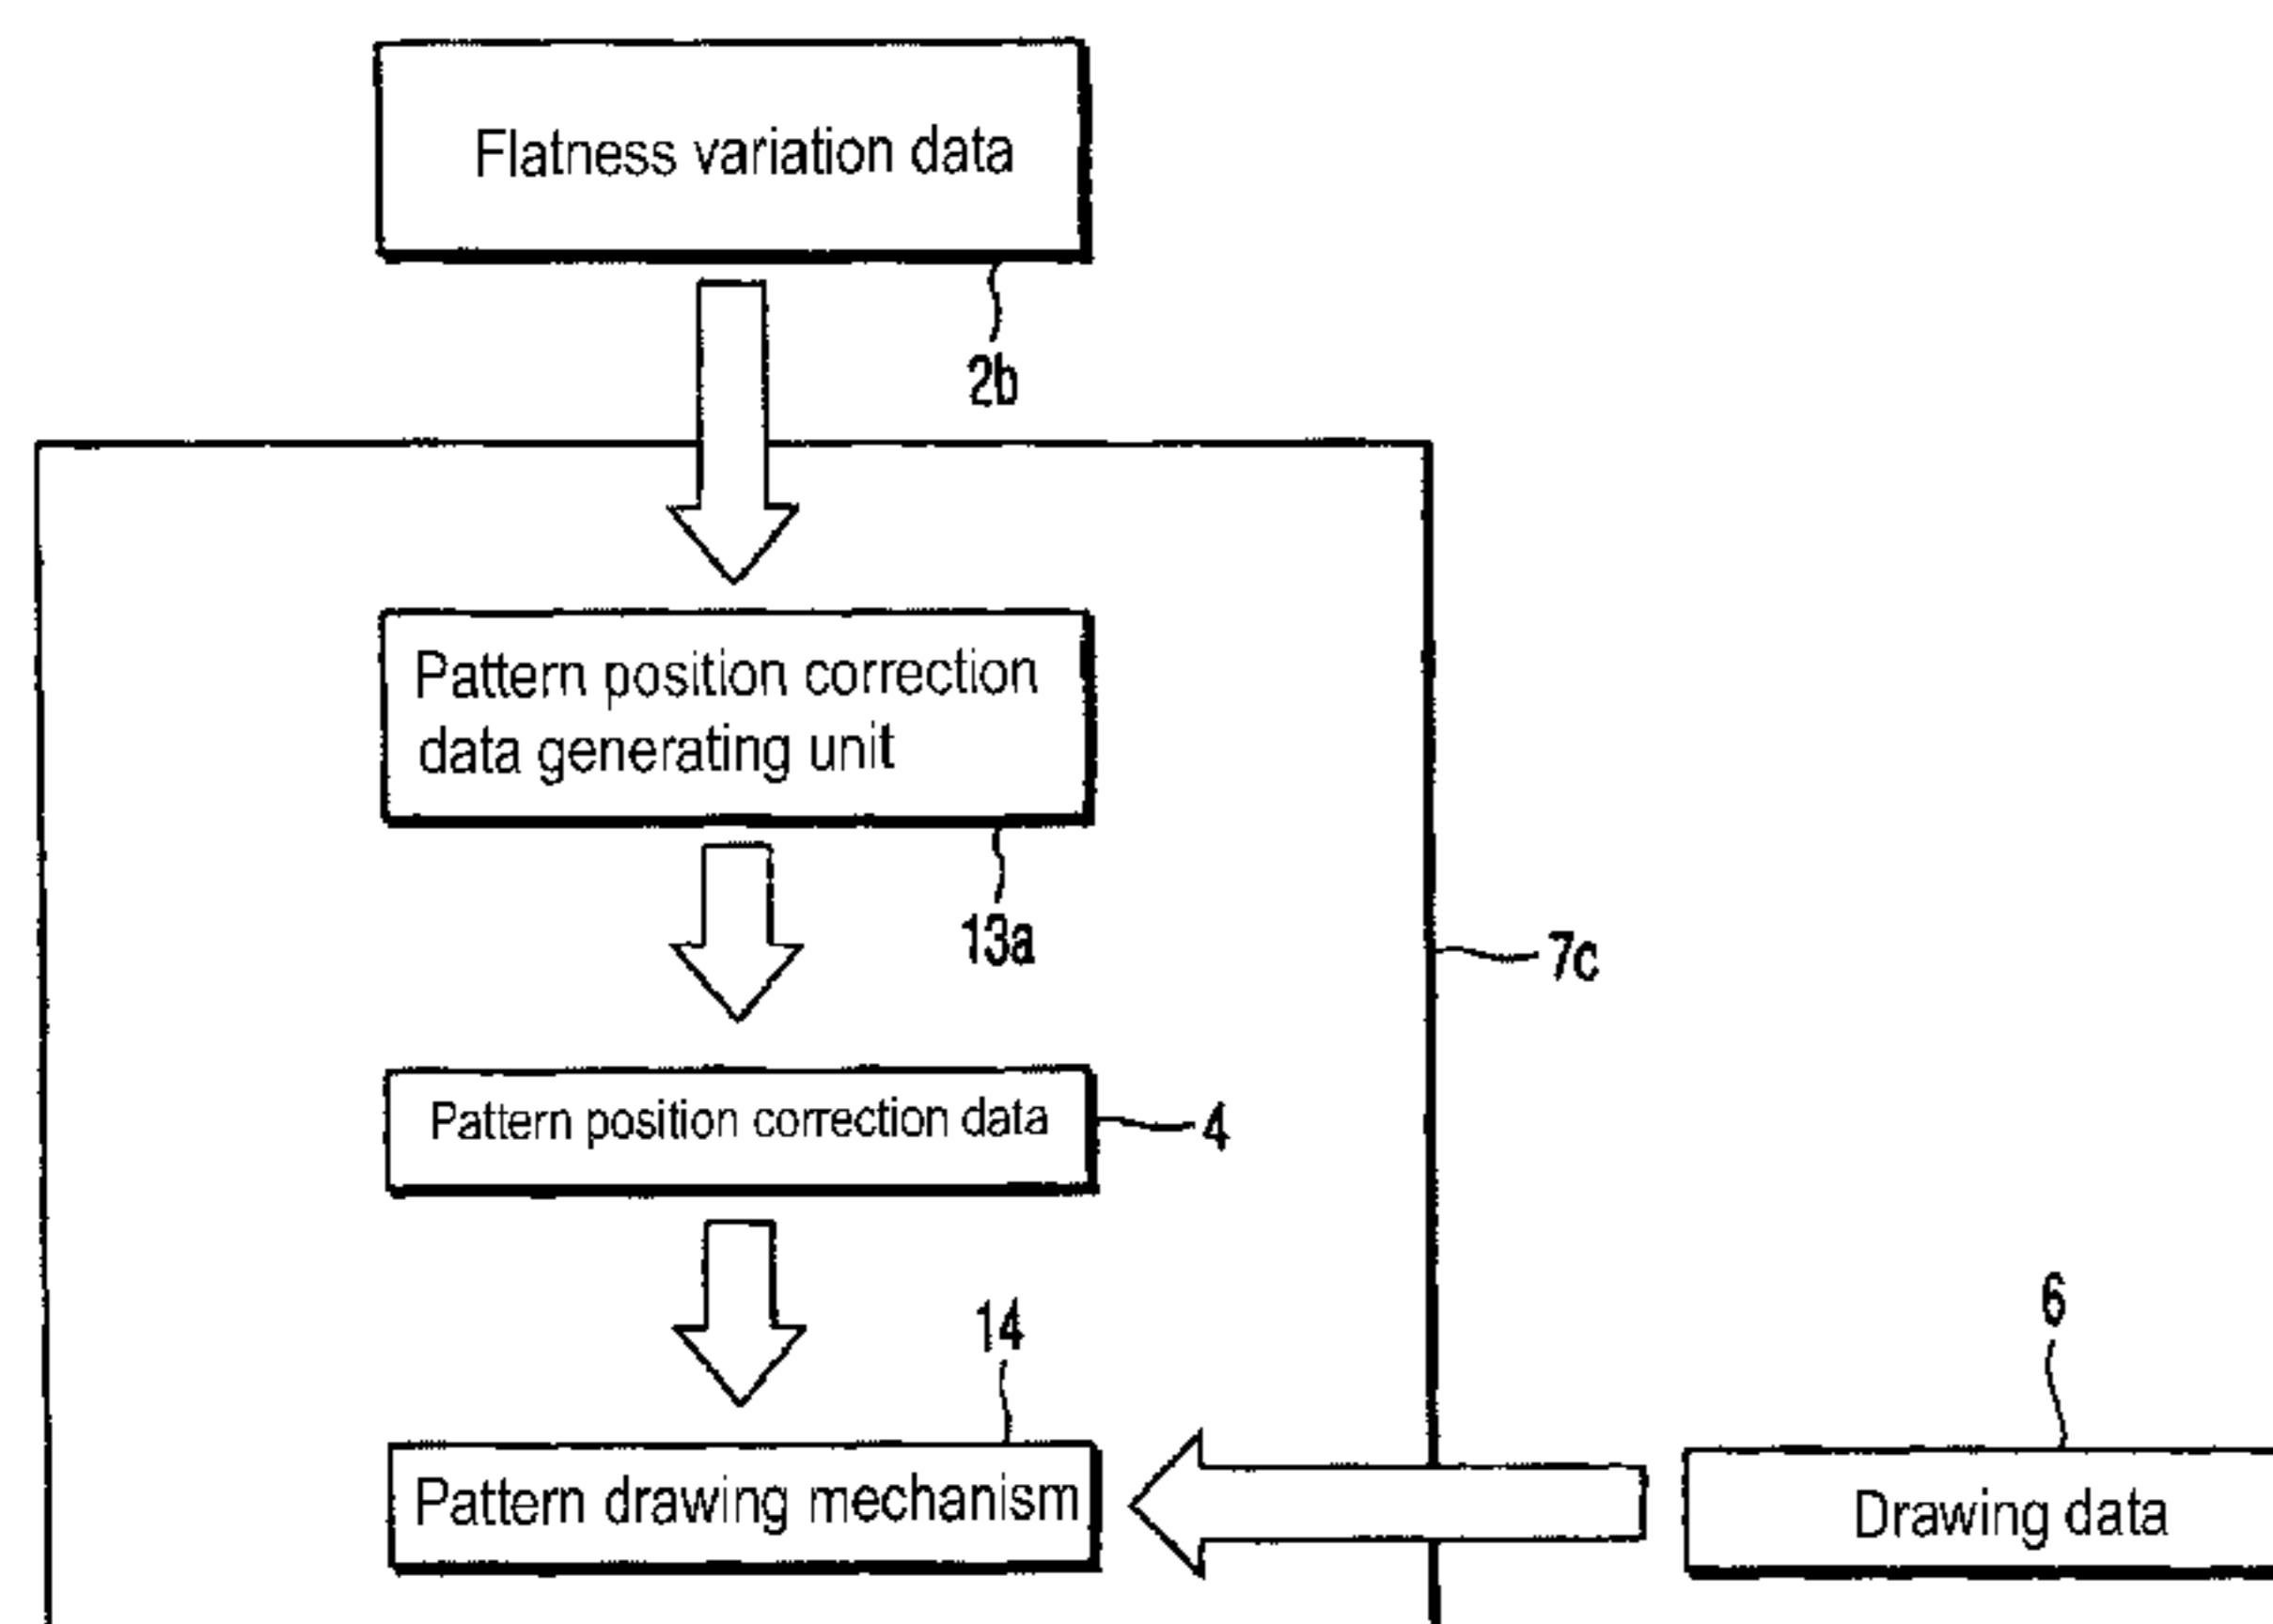 Flatness variation data
2b
Pattern position correction
data generating unit
13a
7c
Pattern position correction data
4
14
6
Pattern drawing mechanism
Drawing data